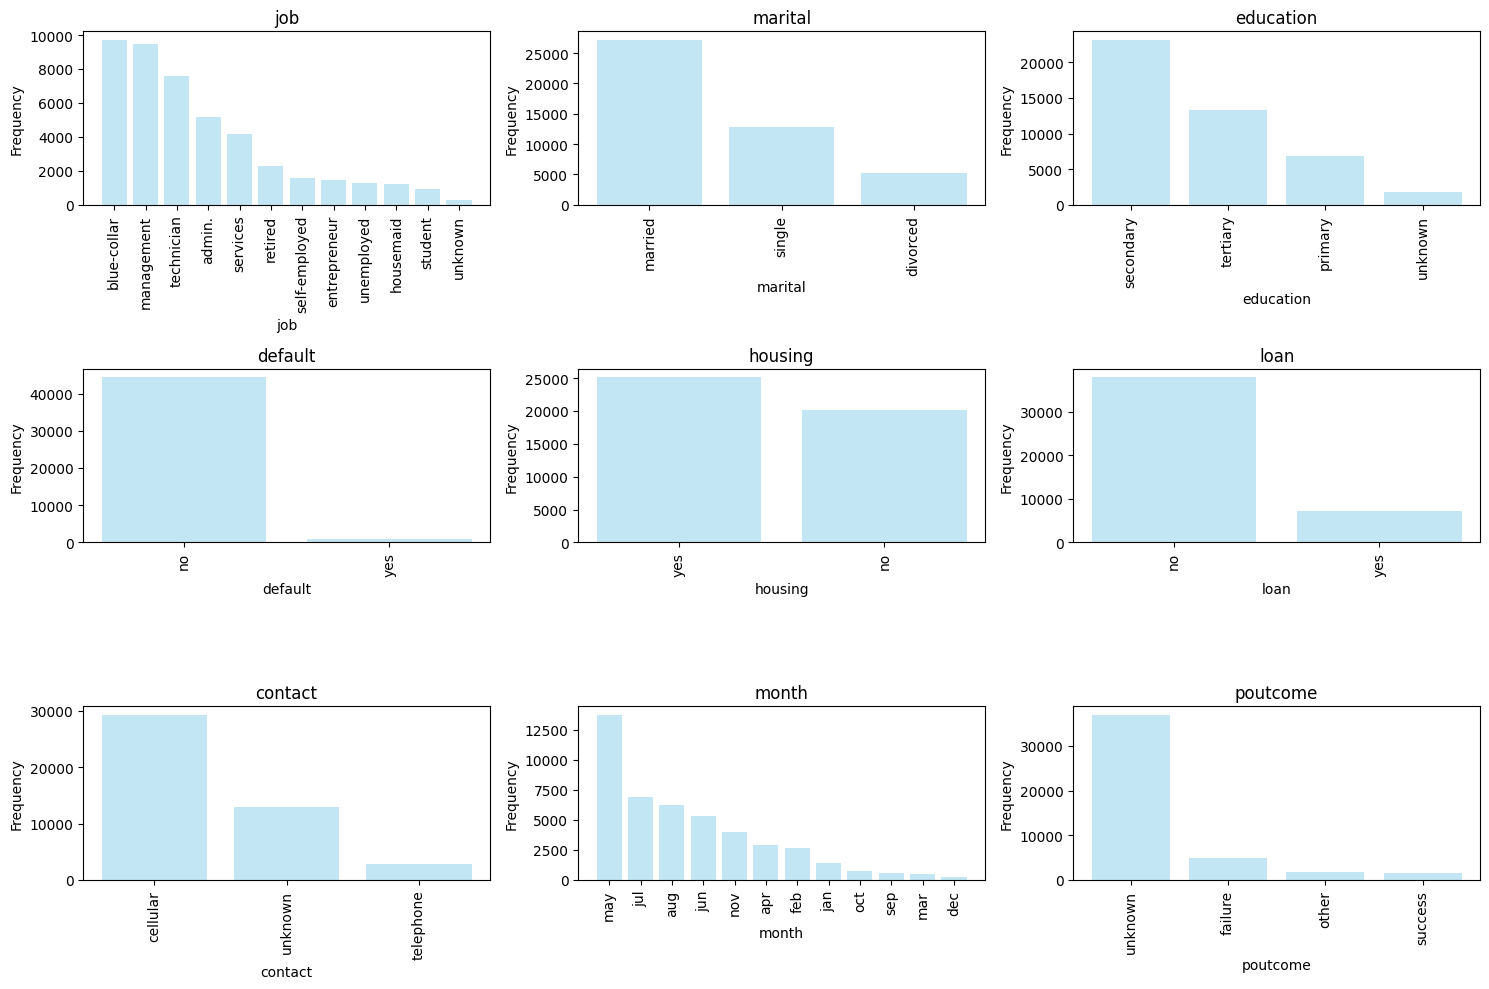 job
Frequency
10000
8000
6000
4000
2000
0
blue-collar
management
technician
admin.
services
retired
self-employed
entrepreneur
unemployed
housemaid
student
unknown
job
marital
Frequency
25000
20000
15000
10000
5000
0
married
single
divorced
marital
education
Frequency
20000
15000
10000
5000
0
secondary
tertiary
primary
unknown
education
default
Frequency
40000
30000
20000
10000
0
no
yes
default
housing
Frequency
25000
20000
15000
10000
5000
0
yes
no
housing
loan
Frequency
30000
20000
10000
0
no
yes
loan
contact
Frequency
30000
20000
10000
0
cellular
unknown
telephone
contact
month
Frequency
12500
10000
7500
5000
2500
0
may
jul
aug
jun
nov
apr
feb
jan
oct
sep
mar
dec
month
poutcome
Frequency
30000
20000
10000
0
unknown
failure
other
success
poutcome